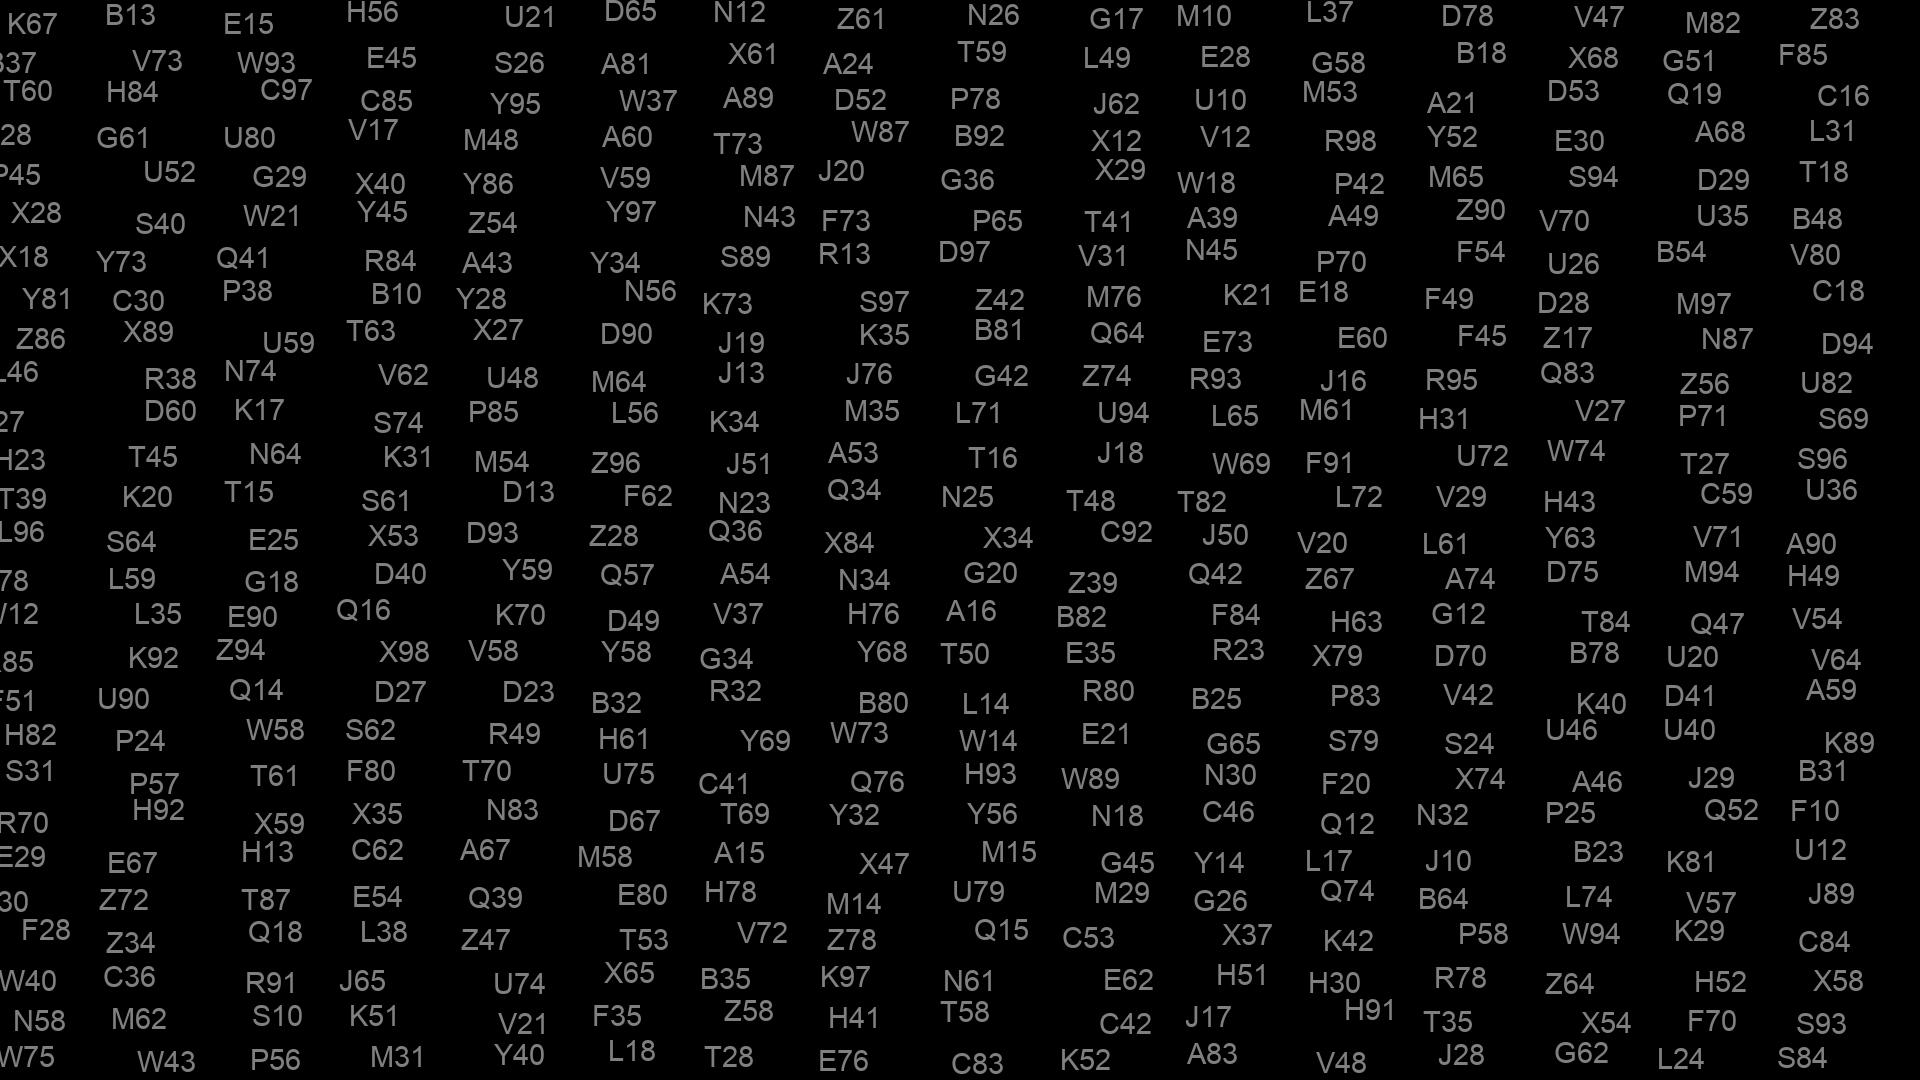 K67 B13 E15 H56 U21 D65 N12 Z61 N26 G17 M10 L37 D78 V47 M82 Z83
37 V73 W93 E45 S26 A81 X61 A24 T59 L49 E28 G58 B18 X68 G51 F85
T60 H84 C97 C85 Y95 W37 A89 D52 P78 J62 U10 M53 A21 D53 Q19 C16
28 G61 U80 V17 M48 A60 T73 W87 B92 X12 V12 R98 Y52 E30 A68 L31
P45 U52 G29 X40 Y86 V59 M87 J20 G36 X29 W18 P42 M65 S94 D29 T18
X28 S40 W21 Y45 Z54 Y97 N43 F73 P65 T41 A39 A49 Z90 V70 U35 B48
X18 Y73 Q41 R84 A43 Y34 S89 R13 D97 V31 N45 P70 F54 U26 B54 V80
Y81 C30 P38 B10 Y28 N56 K73 S97 Z42 M76 K21 E18 F49 D28 M97 C18
Z86 X89 U59 T63 X27 D90 J19 K35 B81 Q64 E73 E60 F45 Z17 N87 D94
L46 R38 N74 V62 U48 M64 J13 J76 G42 Z74 R93 J16 R95 Q83 Z56 U82
27 D60 K17 S74 P85 L56 K34 M35 L71 U94 L65 M61 H31 V27 P71 S69
H23 T45 N64 K31 M54 Z96 J51 A53 T16 J18 W69 F91 U72 W74 T27 S96
T39 K20 T15 S61 D13 F62 N23 Q34 N25 T48 T82 L72 V29 H43 C59 U36
L96 S64 E25 X53 D93 Z28 Q36 X84 X34 C92 J50 V20 L61 Y63 V71 A90
78 L59 G18 D40 Y59 Q57 A54 N34 G20 Z39 Q42 Z67 A74 D75 M94 H49
12 L35 E90 Q16 K70 D49 V37 H76 A16 B82 F84 H63 G12 T84 Q47 V54
85 K92 Z94 X98 V58 Y58 G34 Y68 T50 E35 R23 X79 D70 B78 U20 V64
F51 U90 Q14 D27 D23 B32 R32 B80 L14 R80 B25 P83 V42 K40 D41 A59
H82 P24 W58 S62 R49 H61 Y69 W73 W14 E21 G65 S79 S24 U46 U40 K89
S31 P57 T61 F80 T70 U75 C41 Q76 H93 W89 N30 F20 X74 A46 J29 B31
R70 H92 X59 X35 N83 D67 T69 Y32 Y56 N18 C46 Q12 N32 P25 Q52 F10
E29 E67 H13 C62 A67 M58 A15 X47 M15 G45 Y14 L17 J10 B23 K81 U12
30 Z72 T87 E54 Q39 E80 H78 M14 U79 M29 G26 Q74 B64 L74 V57 J89
F28 Z34 Q18 L38 Z47 T53 V72 Z78 Q15 C53 X37 K42 P58 W94 K29 C84
W40 C36 R91 J65 U74 X65 B35 K97 N61 E62 H51 H30 R78 Z64 H52 X58
N58 M62 S10 K51 V21 F35 Z58 H41 T58 C42 J17 H91 T35 X54 F70 S93
W75 W43 P56 M31 Y40 L18 T28 E76 C83 K52 A83 V48 J28 G62 L24 S84